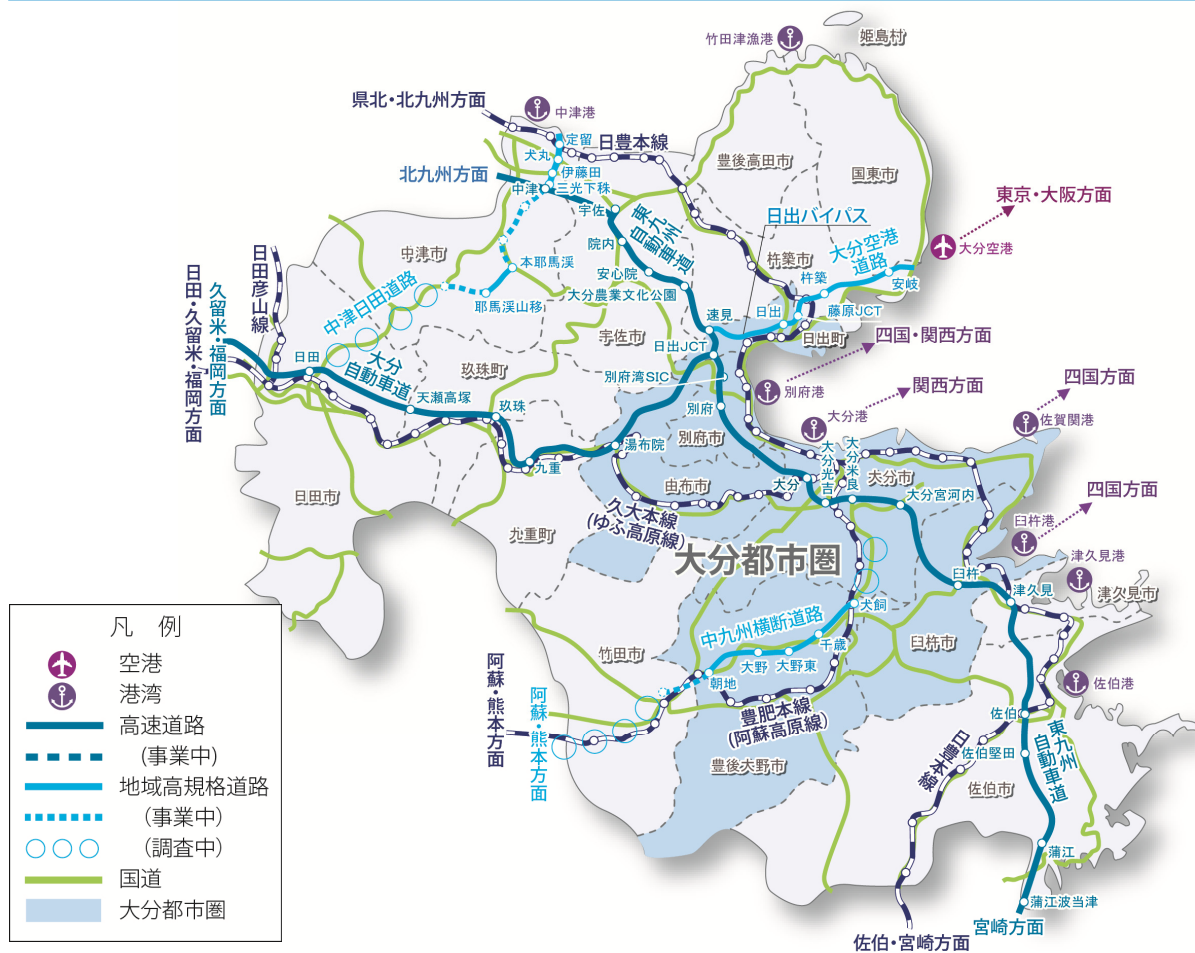 竹田津漁港
姫島村
県北・北九州方面
中津港
定留
日豊本線
犬丸
伊藤田
北九州方面
中津
三光下秣
豊後高田市
国東市
東京・大阪方面
宇佐
日出バイパス
大分空港
東九州
自動車道
院内
大分空港
道路
中津市
杵築市
日田彦山線
本耶馬渓
安心院
杵築
安岐
日田・久留米・福岡方面
久留米・福岡方面
中津日田道路
耶馬渓山移
大分農業文化公園
速見
日出
藤原JCT
宇佐市
日出JCT
日出町
四国・関西方面
日田
大分
自動車道
玖珠町
別府湾SIC
別府港
関西方面
四国方面
天瀬高塚
玖珠
別府
大分港
佐賀関港
別府市
湯布院
大分光吉
大分米良
九重
由布市
大分
大分市
日田市
大分宮河内
四国方面
久大本線
(ゆふ高原線)
九重町
臼杵港
大分都市圏
津久見港
臼杵
津久見
津久見市
凡 例
犬飼
中九州横断道路
臼杵市
千歳
竹田市
大野
大野東
空港
阿蘇・熊本方面
阿蘇・熊本方面
朝地
佐伯港
港湾
豊肥本線
(阿蘇高原線)
佐伯
高速道路
東九州
自動車道
日豊本線
佐伯堅田
(事業中)
豊後大野市
佐伯市
地域高規格道路
(事業中)
(調査中)
蒲江
国道
蒲江波当津
大分都市圏
宮崎方面
佐伯・宮崎方面